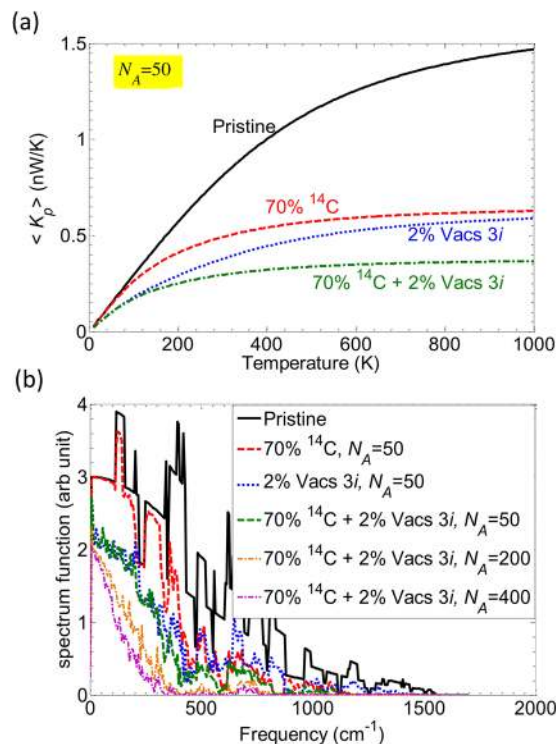 (a)
1.5
N_A=50
Pristine
1
70% ¹⁴C
0.5
2% Vacs 3i
70% ¹⁴C + 2% Vacs 3i
0
0 200 400 600 800 1000
Temperature (K)
< K_p > (nW/K)
(b)
4
3
2
1
0
Pristine
70% ¹⁴C, N_A=50
2% Vacs 3i, N_A=50
70% ¹⁴C + 2% Vacs 3i, N_A=50
70% ¹⁴C + 2% Vacs 3i, N_A=200
70% ¹⁴C + 2% Vacs 3i, N_A=400
0 500 1000 1500 2000
Frequency (cm⁻¹)
spectrum function (arb unit)